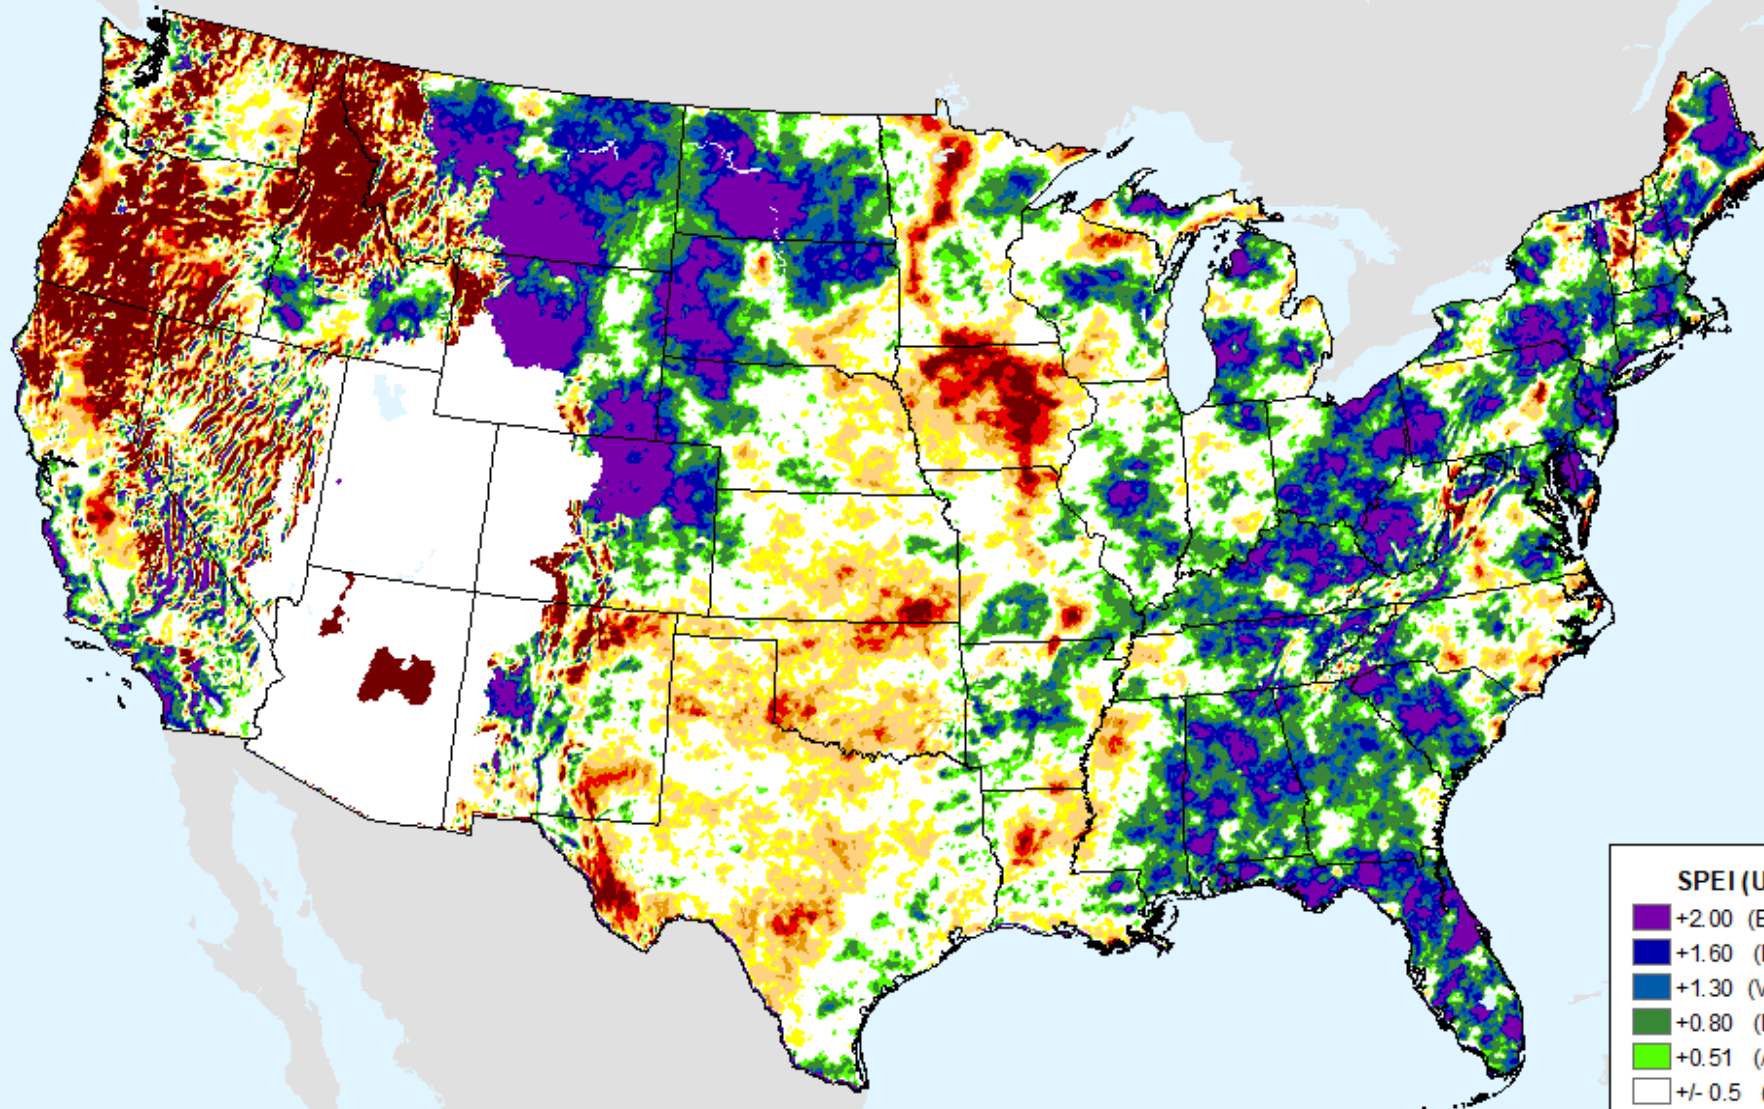 SPEI (U
+2.00 (E
+1.60 (
+1.30 (V
+0.80 (
+0.51 (
+/- 0.5 (